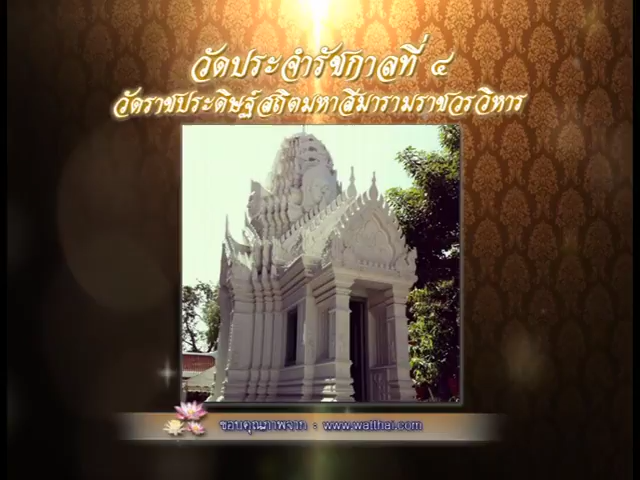 วัดประจำรัชกาลที่ ๔
วัดราชประดิษฐ์สถิตมหาสีมารามราชวรวิหาร
ขอบคุณภาพจาก : www.watthai.com